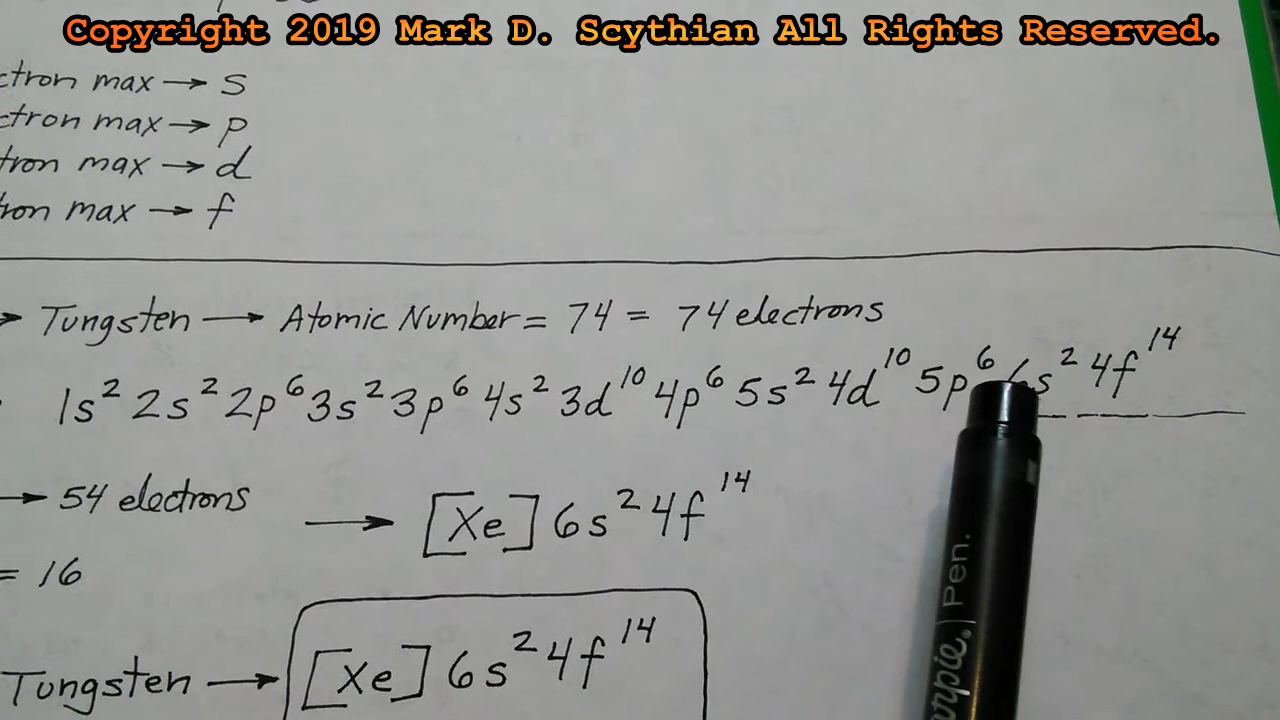 Copyright 2019 Mark D. Scythian All Rights Reserved.
ctron max → s
ctron max → p
tron max → d
tron max → f
→ Tungsten → Atomic Number = 74 = 74 electrons
1s² 2s² 2p⁶ 3s² 3p⁶ 4s² 3d¹⁰ 4p⁶ 5s² 4d¹⁰ 5p⁶ 6s² 4f¹⁴
→ 54 electrons → [Xe] 6s² 4f¹⁴
= 16
Tungsten → [Xe] 6s² 4f¹⁴
Pen.